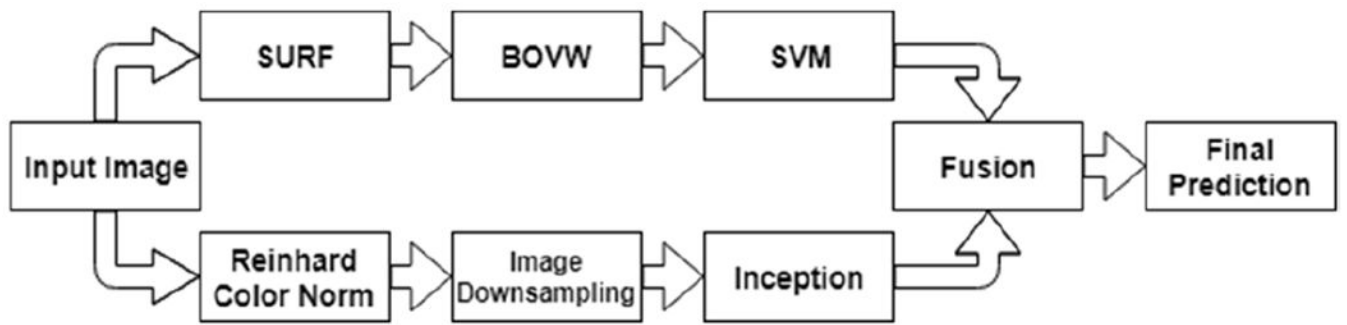 SURF
BOVW
SVM
Input Image
Fusion
Final
Prediction
Reinhard
Color Norm
Image
Downsampling
Inception